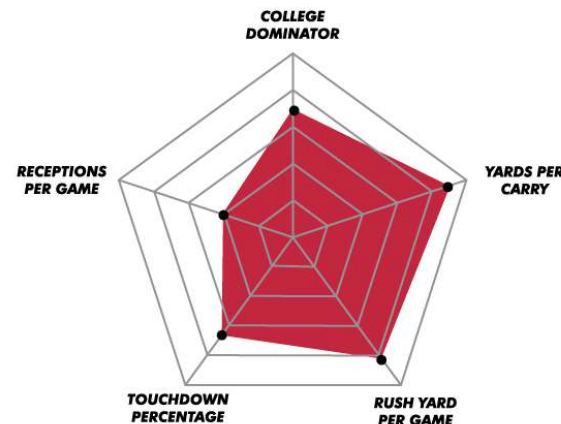 COLLEGE
DOMINATOR
RECEPTIONS
PER GAME
YARDS PER
CARRY
TOUCHDOWN
PERCENTAGE
RUSH YARD
PER GAME